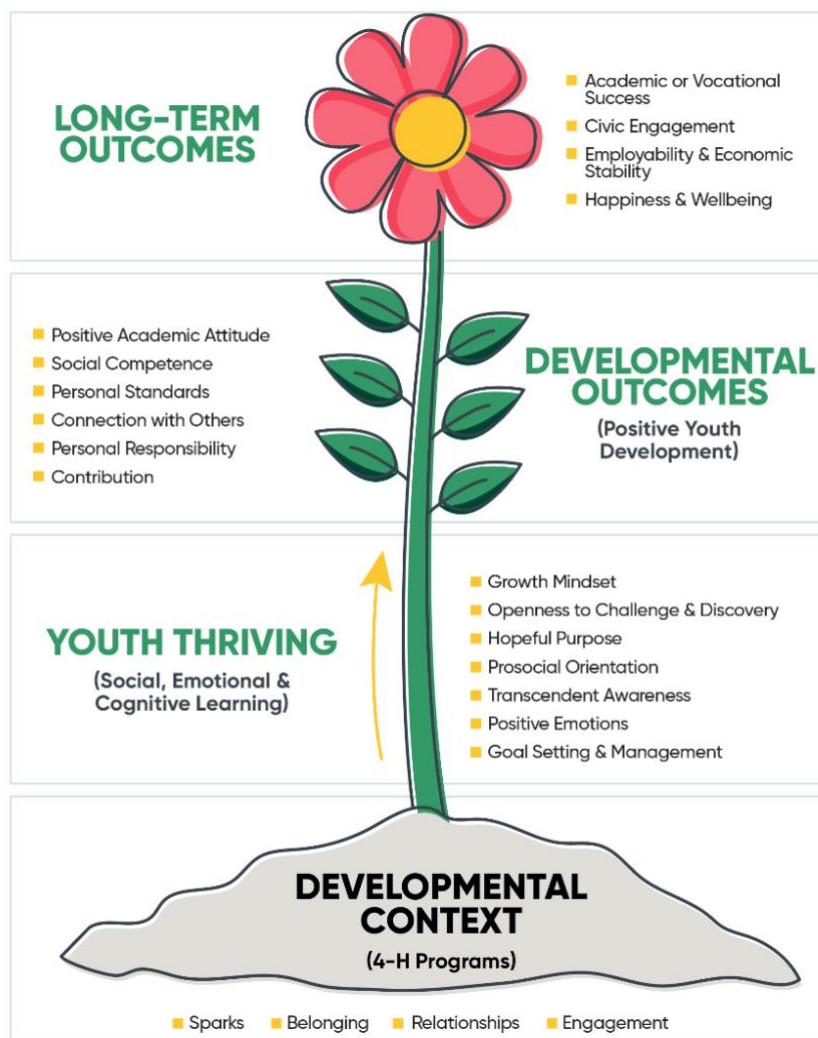 LONG-TERM
OUTCOMES
Academic or Vocational
Success
Civic Engagement
Employability & Economic
Stability
Happiness & Wellbeing
Positive Academic Attitude
Social Competence
Personal Standards
Connection with Others
Personal Responsibility
Contribution
DEVELOPMENTAL
OUTCOMES
(Positive Youth
Development)
YOUTH THRIVING
(Social, Emotional &
Cognitive Learning)
Growth Mindset
Openness to Challenge & Discovery
Hopeful Purpose
Prosocial Orientation
Transcendent Awareness
Positive Emotions
Goal Setting & Management
DEVELOPMENTAL
CONTEXT
(4-H Programs)
Sparks Belonging Relationships Engagement